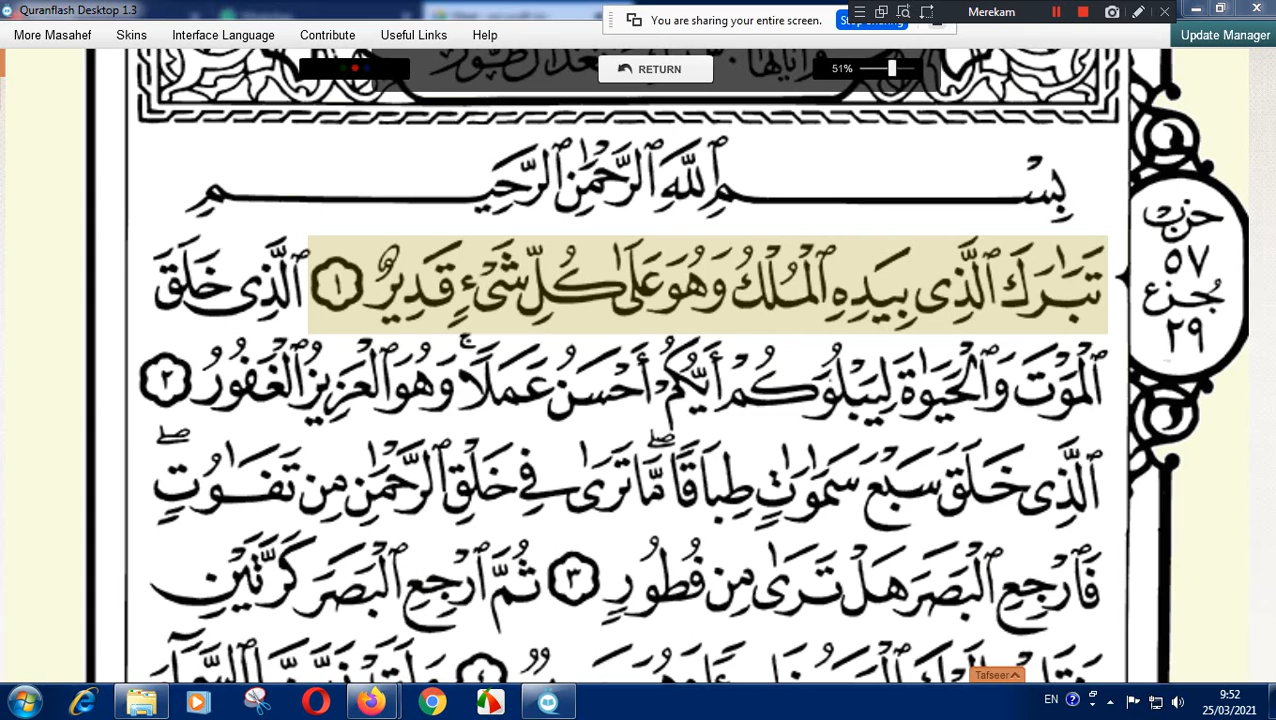 Quranflash Desktop 1.3
You are sharing your entire screen.
Stop sharing
Merekam
More Masahef
Skins
Language
Contribute
Useful Links
Help
Update Manager
RETURN
51%
بِسْمِ ٱللَّهِ ٱلرَّحْمَٰنِ ٱلرَّحِيمِ
تَبَٰرَكَ ٱلَّذِى بِيَدِهِ ٱلْمُلْكُ وَهُوَ عَلَىٰ كُلِّ شَىْءٍ قَدِيرٌ ١ ٱلَّذِى خَلَقَ
ٱلْمَوْتَ وَٱلْحَيَوٰةَ لِيَبْلُوَكُمْ أَيُّكُمْ أَحْسَنُ عَمَلًا ۚ وَهُوَ ٱلْعَزِيزُ ٱلْغَفُورُ ٢
ٱلَّذِى خَلَقَ سَبْعَ سَمَٰوَٰتٍ طِبَاقًا ۖ مَّا تَرَىٰ فِى خَلْقِ ٱلرَّحْمَٰنِ مِن تَفَٰوُتٍ ۖ
فَٱرْجِعِ ٱلْبَصَرَ هَلْ تَرَىٰ مِن فُطُورٍ ٣ ثُمَّ ٱرْجِعِ ٱلْبَصَرَ كَرَّتَيْنِ
حزب
٥٧
جزء
٢٩
Tafseer
EN
9:52
25/03/2021